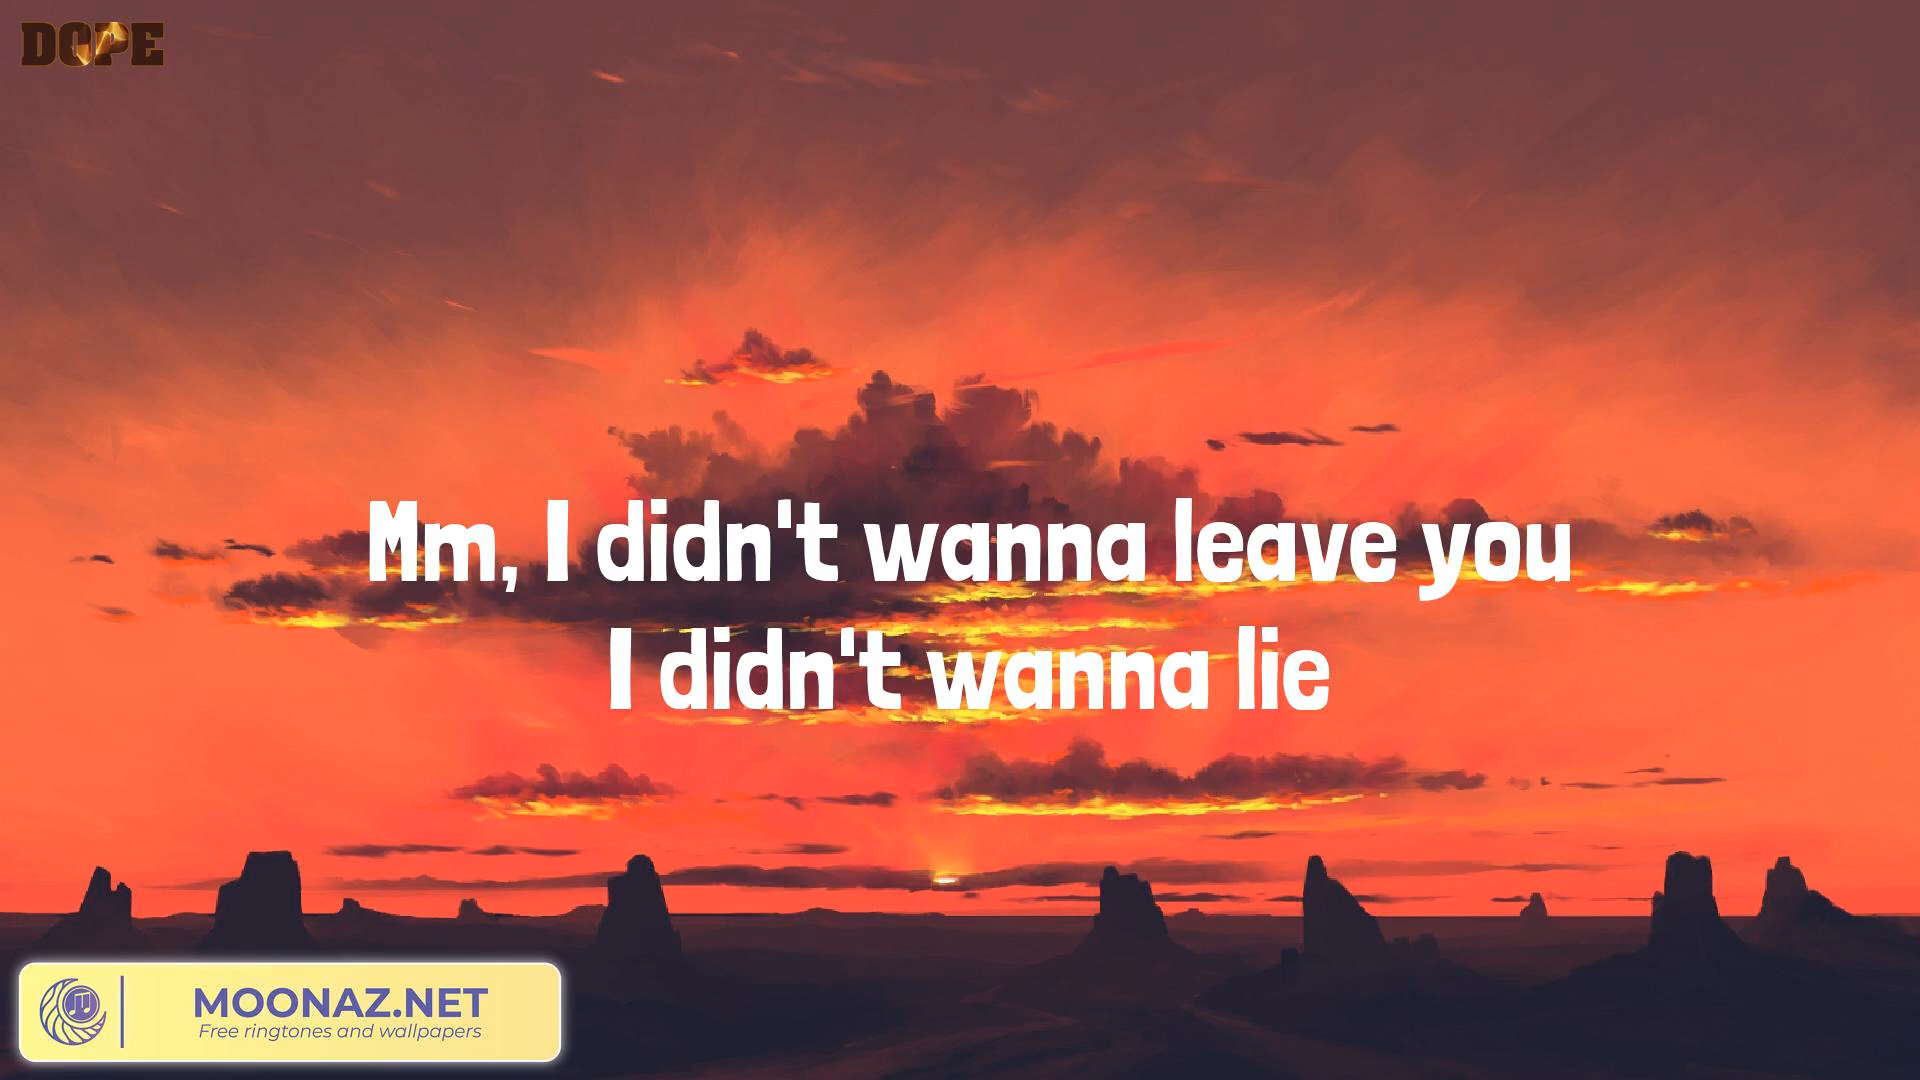 DOPE
Mm, I didn't wanna leave you
I didn't wanna lie
MOONAZ.NET
Free ringtones and wallpapers